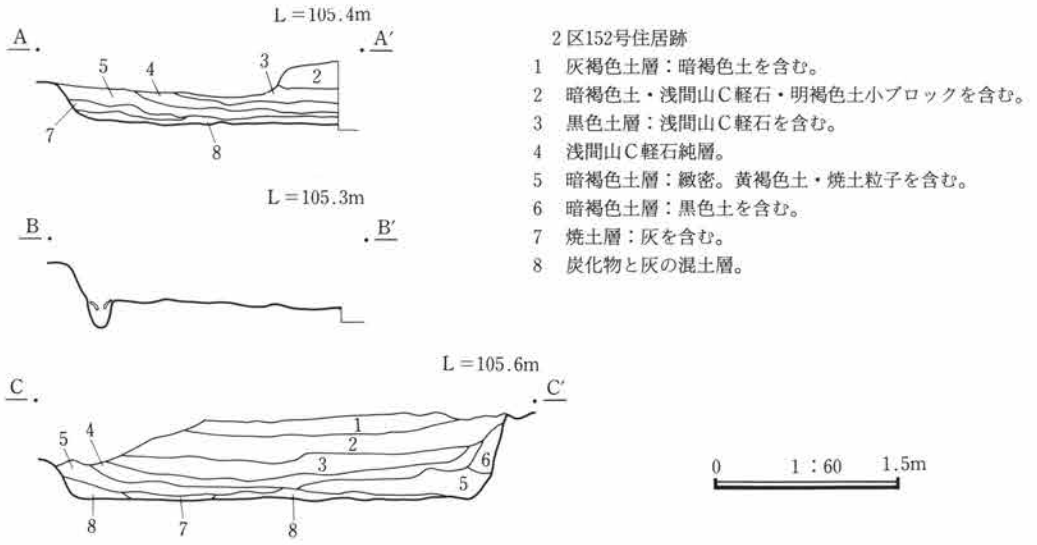 L＝105.4m
A A′
5 4 3 2
7 8
L＝105.3m
B B′
L＝105.6m
C C′
5 4 1 2 3 6 5
8 7 8
2区152号住居跡
1 灰褐色土層：暗褐色土を含む。
2 暗褐色土・浅間山C軽石・明褐色土小ブロックを含む。
3 黒色土層：浅間山C軽石を含む。
4 浅間山C軽石純層。
5 暗褐色土層：緻密。黄褐色土・焼土粒子を含む。
6 暗褐色土層：黒色土を含む。
7 焼土層：灰を含む。
8 炭化物と灰の混土層。
0 1：60 1.5m